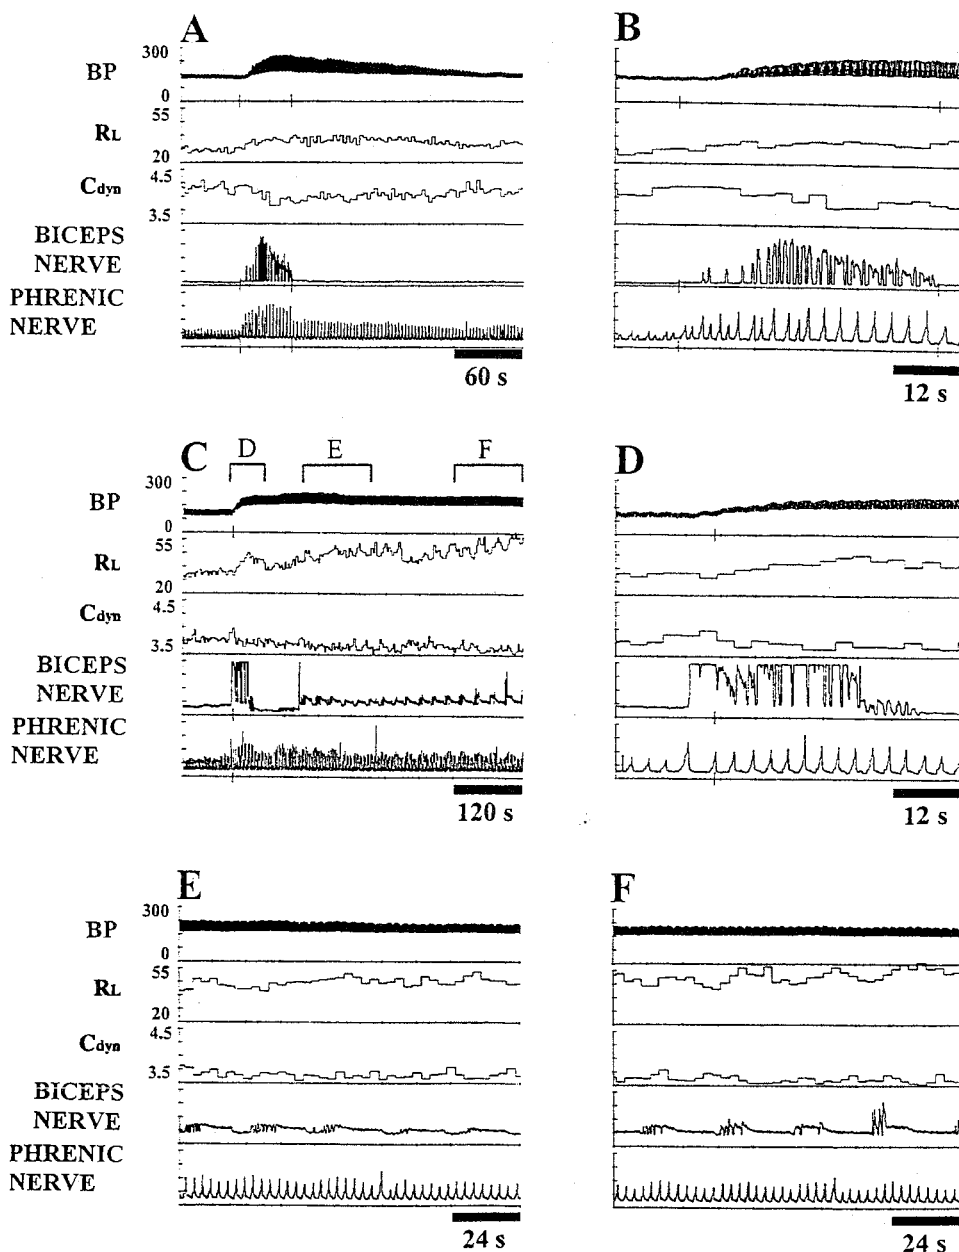 A
B
300
BP
0
55
RL
20
4.5
Cdyn
3.5
BICEPS
NERVE
PHRENIC
NERVE
60 s
12 s
C
D
E
F
D
300
BP
0
55
RL
20
4.5
Cdyn
3.5
BICEPS
NERVE
PHRENIC
NERVE
120 s
12 s
E
F
300
BP
0
55
RL
20
4.5
Cdyn
3.5
BICEPS
NERVE
PHRENIC
NERVE
24 s
24 s